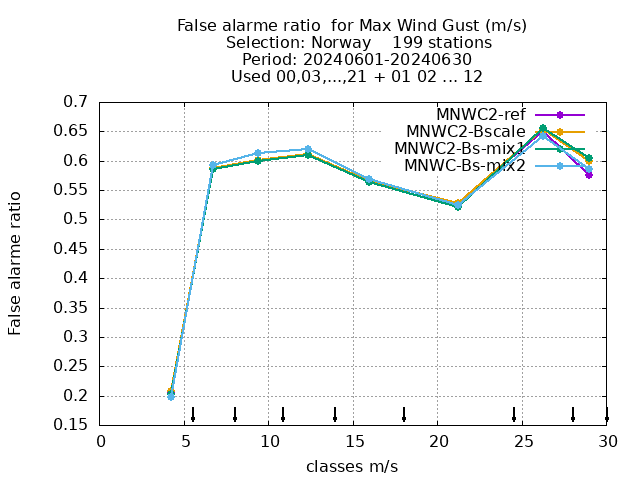 False alarme ratio  for Max Wind Gust (m/s)
Selection: Norway    199 stations
Period: 20240601-20240630
Used 00,03,...,21 + 01 02 ... 12
MNWC2-ref
MNWC2-Bscale
MNWC2-Bs-mix1
MNWC-Bs-mix2
False alarme ratio
0.7
0.65
0.6
0.55
0.5
0.45
0.4
0.35
0.3
0.25
0.2
0.15
0 5 10 15 20 25 30
classes m/s